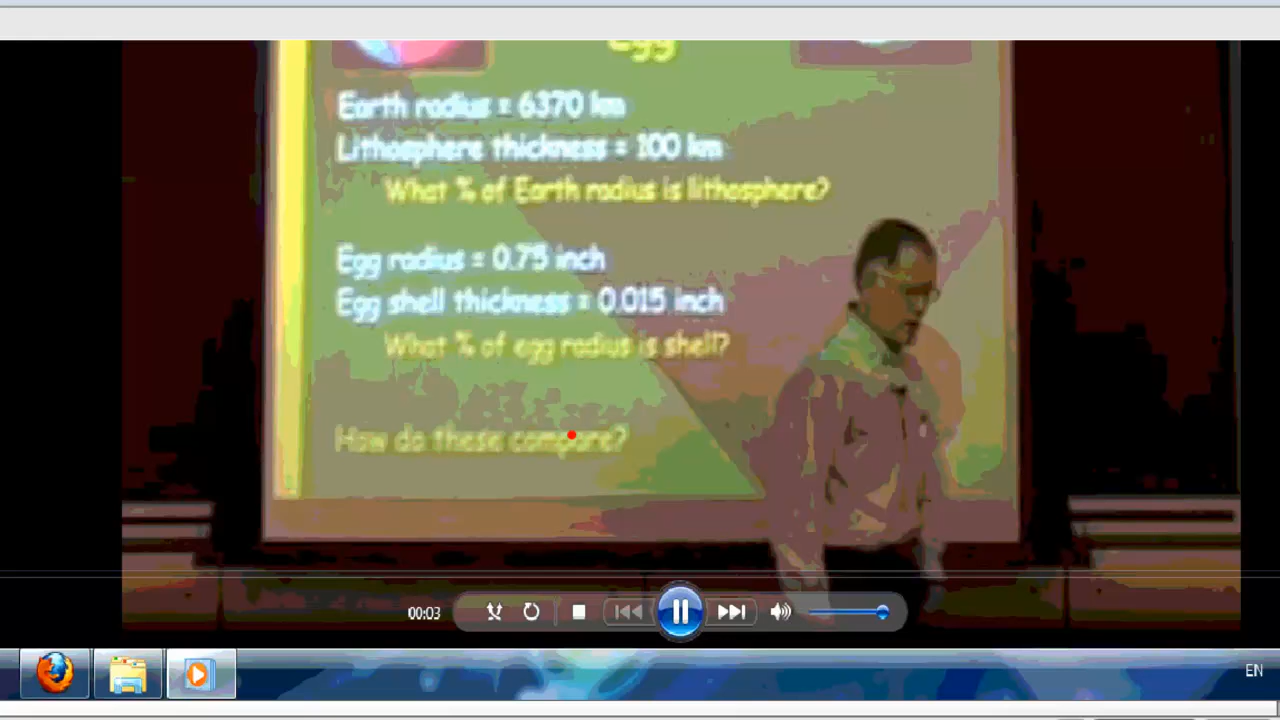 Egg
Earth radius = 6370 km
Lithosphere thickness = 100 km
What % of Earth radius is lithosphere?
Egg radius = 0.75 inch
Egg shell thickness = 0.015 inch
What % of egg radius is shell?
How do these compare?
00:03
EN